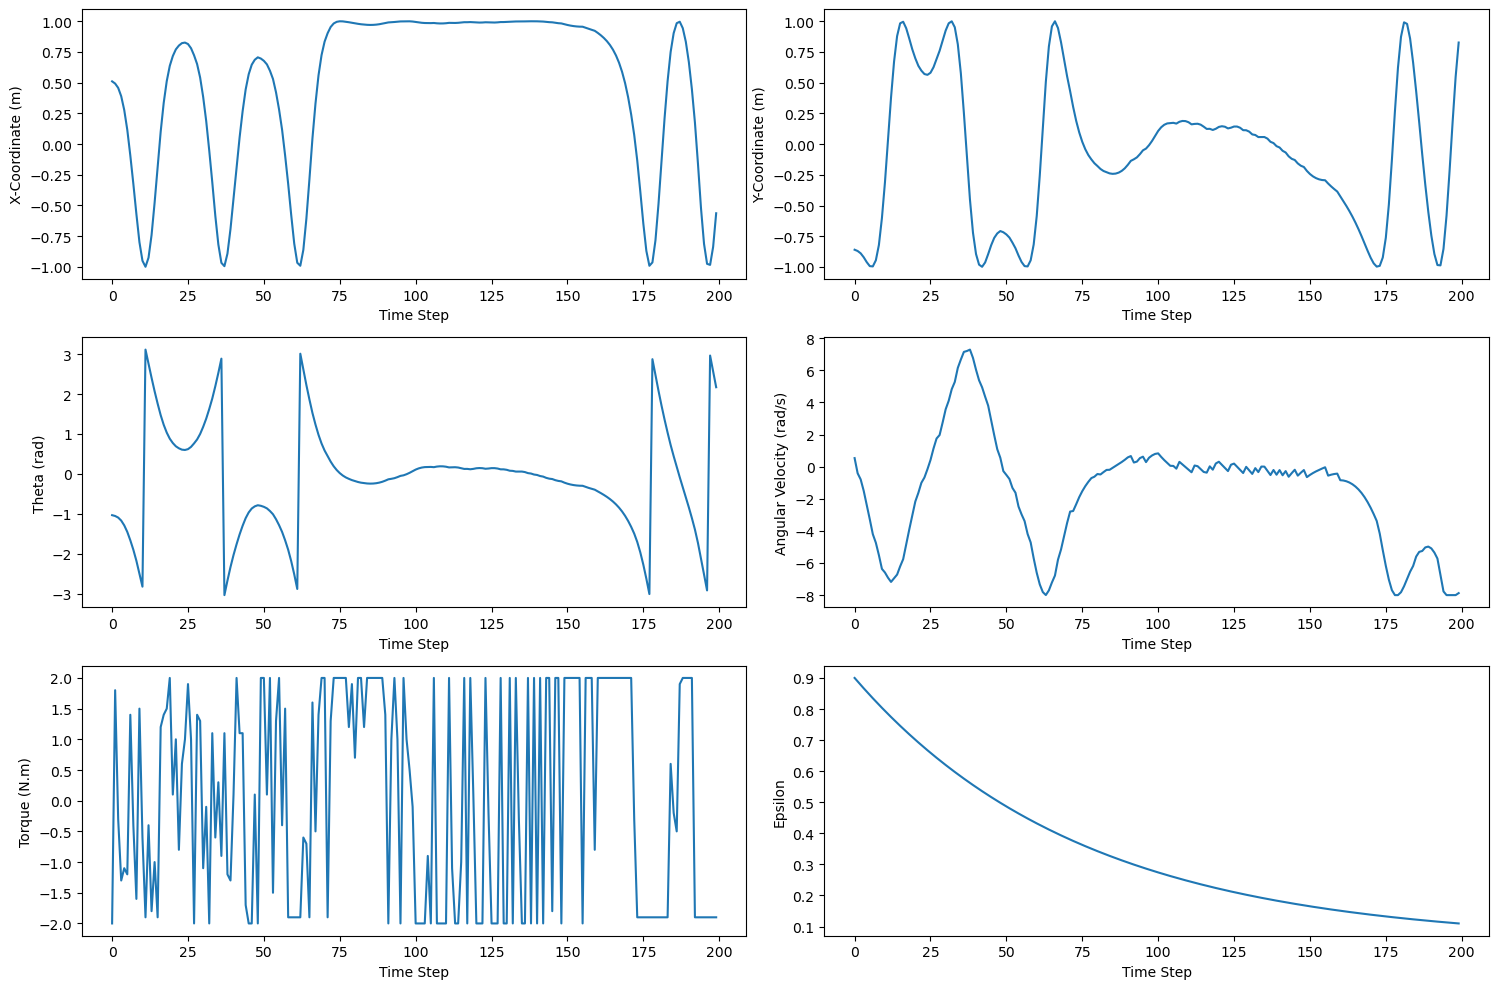 X-Coordinate (m)
1.00
0.75
0.50
0.25
0.00
−0.25
−0.50
−0.75
−1.00
0 25 50 75 100 125 150 175 200
Time Step
Y-Coordinate (m)
1.00
0.75
0.50
0.25
0.00
−0.25
−0.50
−0.75
−1.00
0 25 50 75 100 125 150 175 200
Time Step
Theta (rad)
3
2
1
0
−1
−2
−3
0 25 50 75 100 125 150 175 200
Time Step
Angular Velocity (rad/s)
8
6
4
2
0
−2
−4
−6
−8
0 25 50 75 100 125 150 175 200
Time Step
Torque (N.m)
2.0
1.5
1.0
0.5
0.0
−0.5
−1.0
−1.5
−2.0
0 25 50 75 100 125 150 175 200
Time Step
Epsilon
0.9
0.8
0.7
0.6
0.5
0.4
0.3
0.2
0.1
0 25 50 75 100 125 150 175 200
Time Step